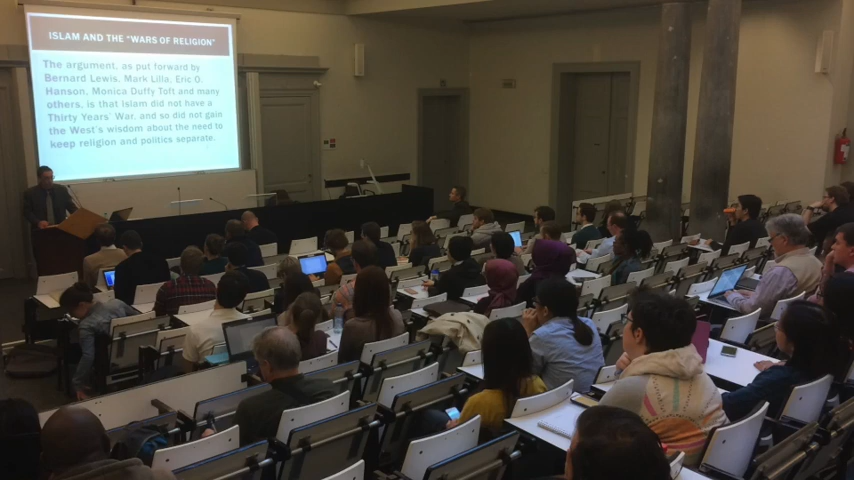 ISLAM AND THE "WARS OF RELIGION"
The argument, as put forward by
Bernard Lewis, Mark Lilla, Eric O.
Hanson, Monica Duffy Toft and many
others, is that Islam did not have a
Thirty Years' War, and so did not gain
the West's wisdom about the need to
keep religion and politics separate.